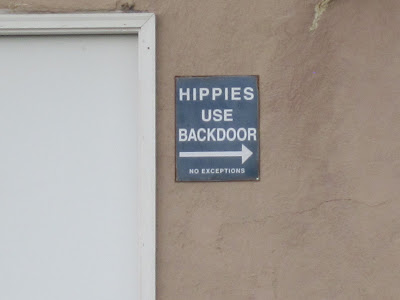 HIPPIES
USE
BACKDOOR
NO EXCEPTIONS